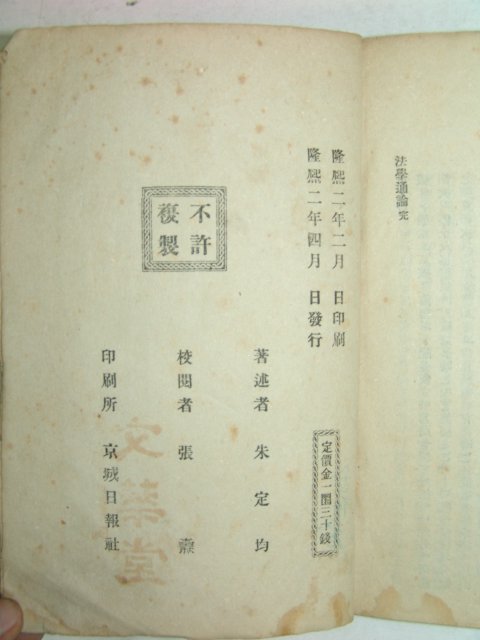 法學通論 完
隆熙二年二月 日印刷
隆熙二年四月 日發行
定價金一圜三十錢
不許
複製
著述者 朱定均
校閱者 張燾
印刷所 京城日報社